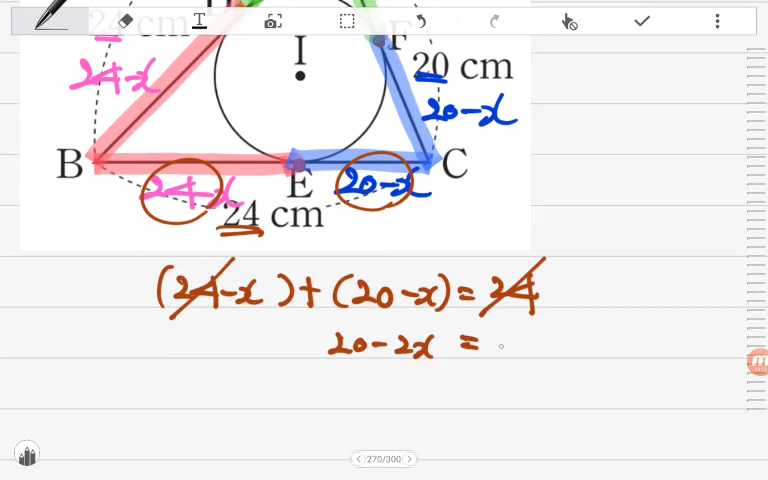 24 cm
I
F
24-x
20 cm
20-x
B
C
E
24-x
20-x
24 cm
(24-x)+(20-x)=24
20-2x =
270/300